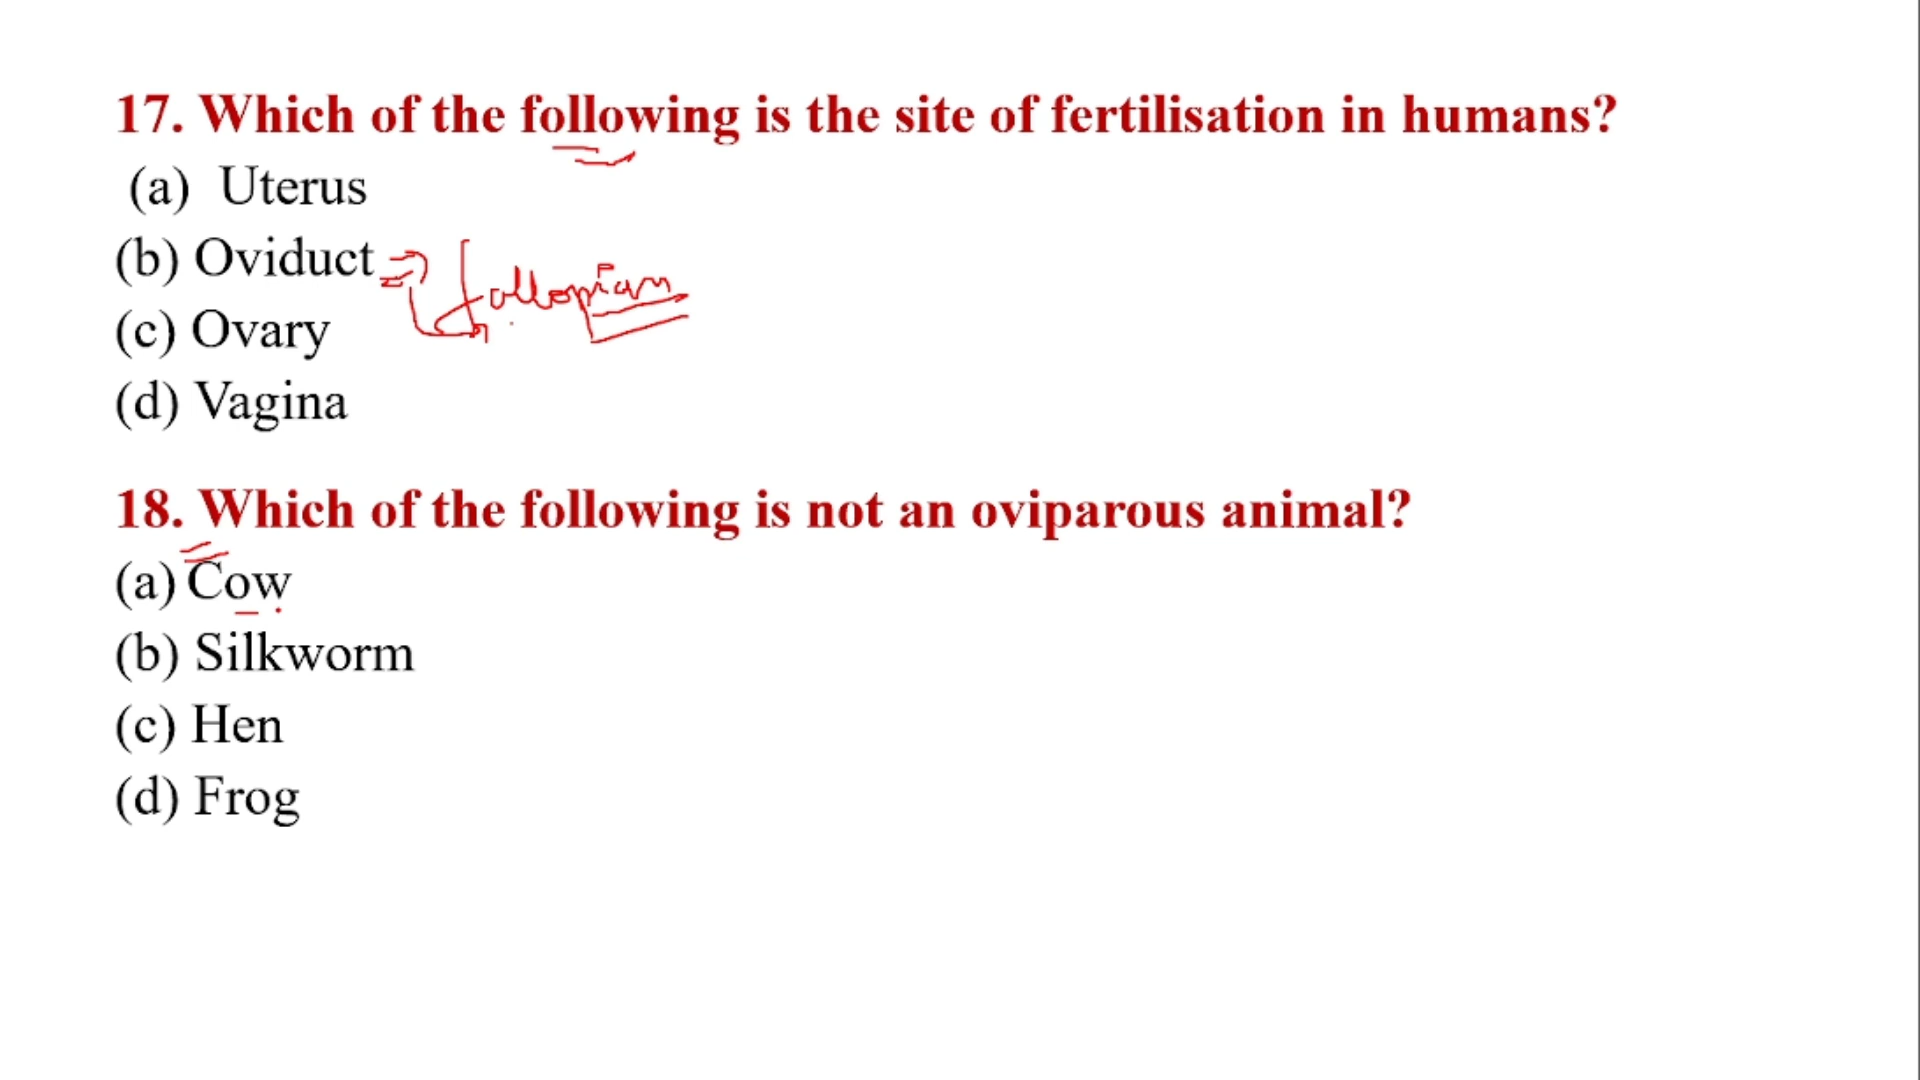 17. Which of the following is the site of fertilisation in humans?
(a) Uterus
(b) Oviduct
fallopian
(c) Ovary
(d) Vagina
18. Which of the following is not an oviparous animal?
(a) Cow
(b) Silkworm
(c) Hen
(d) Frog